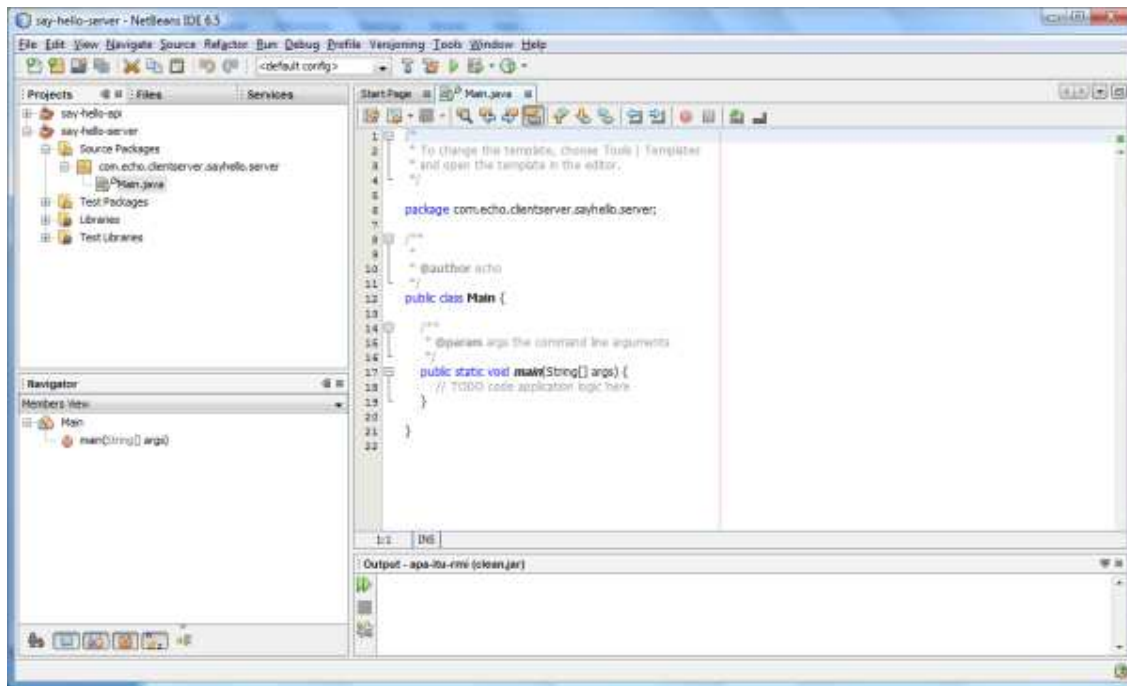 say-hello-server - NetBeans IDE 6.5
File Edit View Navigate Source Refactor Run Debug Profile Versioning Tools Window Help
<default config>
Projects Files Services
say-hello-api
say-hello-server
Source Packages
com.echo.clientserver.sayhello.server
Main.java
Test Packages
Libraries
Test Libraries
Navigator
Members View
Main
main(String[] args)
Start Page Main.java
1 /*
2 * To change this template, choose Tools | Templates
3 * and open the template in the editor.
4 */
5
6 package com.echo.clientserver.sayhello.server;
7
8 /**
9 *
10 * @author echo
11 */
12 public class Main {
13
14 /**
15 * @param args the command line arguments
16 */
17 public static void main(String[] args) {
18 // TODO code application logic here
19 }
20
21 }
22
1:1 INS
Output - apa-itu-rmi (clean,jar)